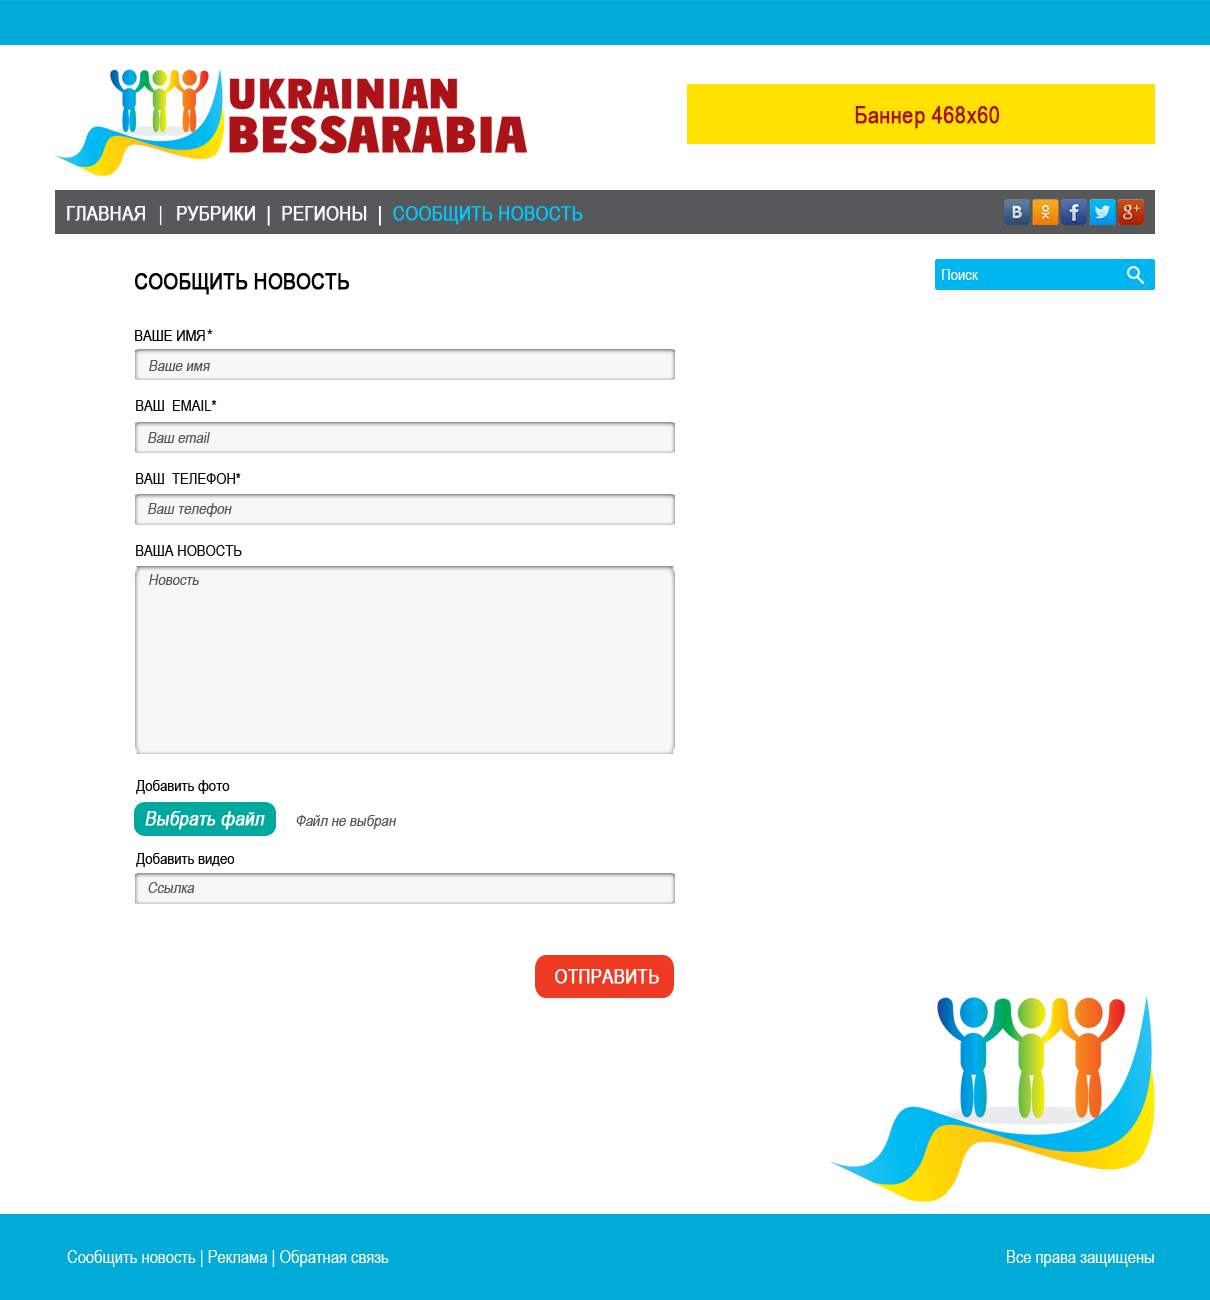 UKRAINIAN
BESSARABIA
Баннер 468x60
ГЛАВНАЯ | РУБРИКИ | РЕГИОНЫ | СООБЩИТЬ НОВОСТЬ
B f g+
СООБЩИТЬ НОВОСТЬ
Поиск
ВАШЕ ИМЯ*
Ваше имя
ВАШ EMAIL*
Ваш email
ВАШ ТЕЛЕФОН*
Ваш телефон
ВАША НОВОСТЬ
Новость
Добавить фото
Выбрать файл Файл не выбран
Добавить видео
Ссылка
ОТПРАВИТЬ
Сообщить новость | Реклама | Обратная связь
Все права защищены